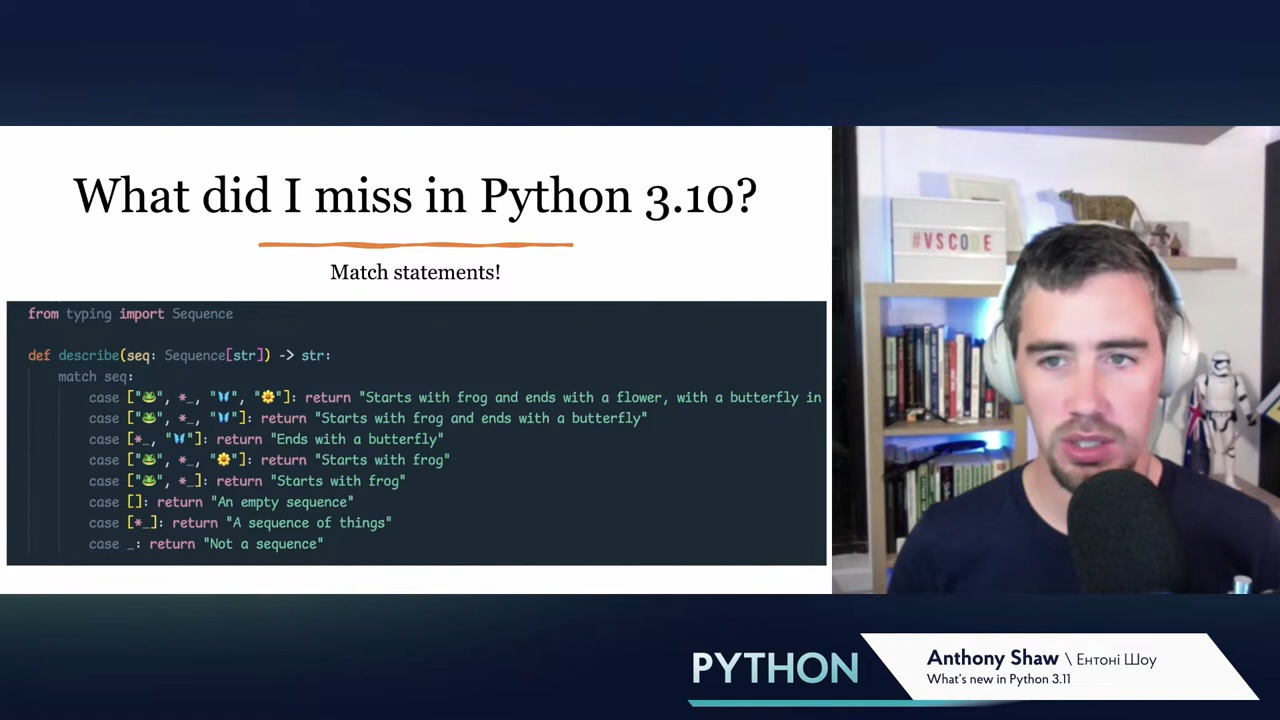 What did I miss in Python 3.10?
Match statements!
from typing import Sequence
def describe(seq: Sequence[str]) -> str:
match seq:
case ["🐸", *_, "🦋", "🌼"]: return "Starts with frog and ends with a flower, with a butterfly in
case ["🐸", *_, "🦋"]: return "Starts with frog and ends with a butterfly"
case [*_, "🦋"]: return "Ends with a butterfly"
case ["🐸", *_, "🌼"]: return "Starts with frog"
case ["🐸", *_]: return "Starts with frog"
case []: return "An empty sequence"
case [*_]: return "A sequence of things"
case _: return "Not a sequence"
#VSCODE
PYTHON
Anthony Shaw \ Ентоні Шоу
What's new in Python 3.11